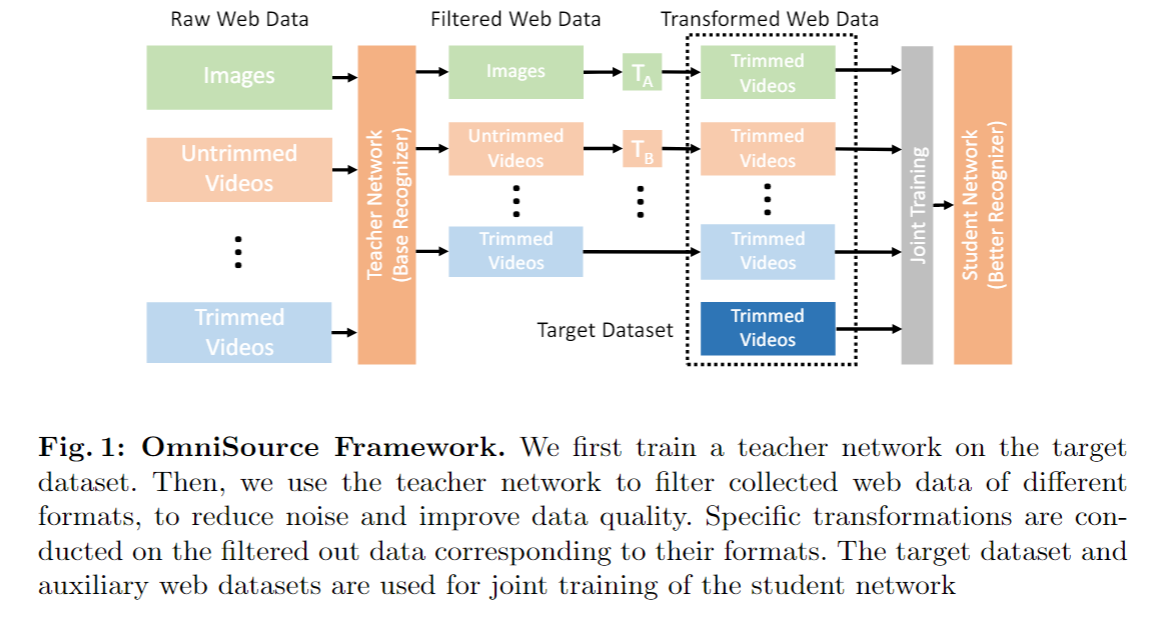 Raw Web Data
Filtered Web Data
Transformed Web Data
Images
Images
T_A
Trimmed
Videos
Untrimmed
Videos
Untrimmed
Videos
T_B
Trimmed
Videos
Trimmed
Videos
Teacher Network
(Base Recognizer)
Trimmed
Videos
Trimmed
Videos
Target Dataset
Trimmed
Videos
Joint Training
Student Network
(Better Recognizer)
Fig. 1: OmniSource Framework. We first train a teacher network on the target
dataset. Then, we use the teacher network to filter collected web data of different
formats, to reduce noise and improve data quality. Specific transformations are con-
ducted on the filtered out data corresponding to their formats. The target dataset and
auxiliary web datasets are used for joint training of the student network